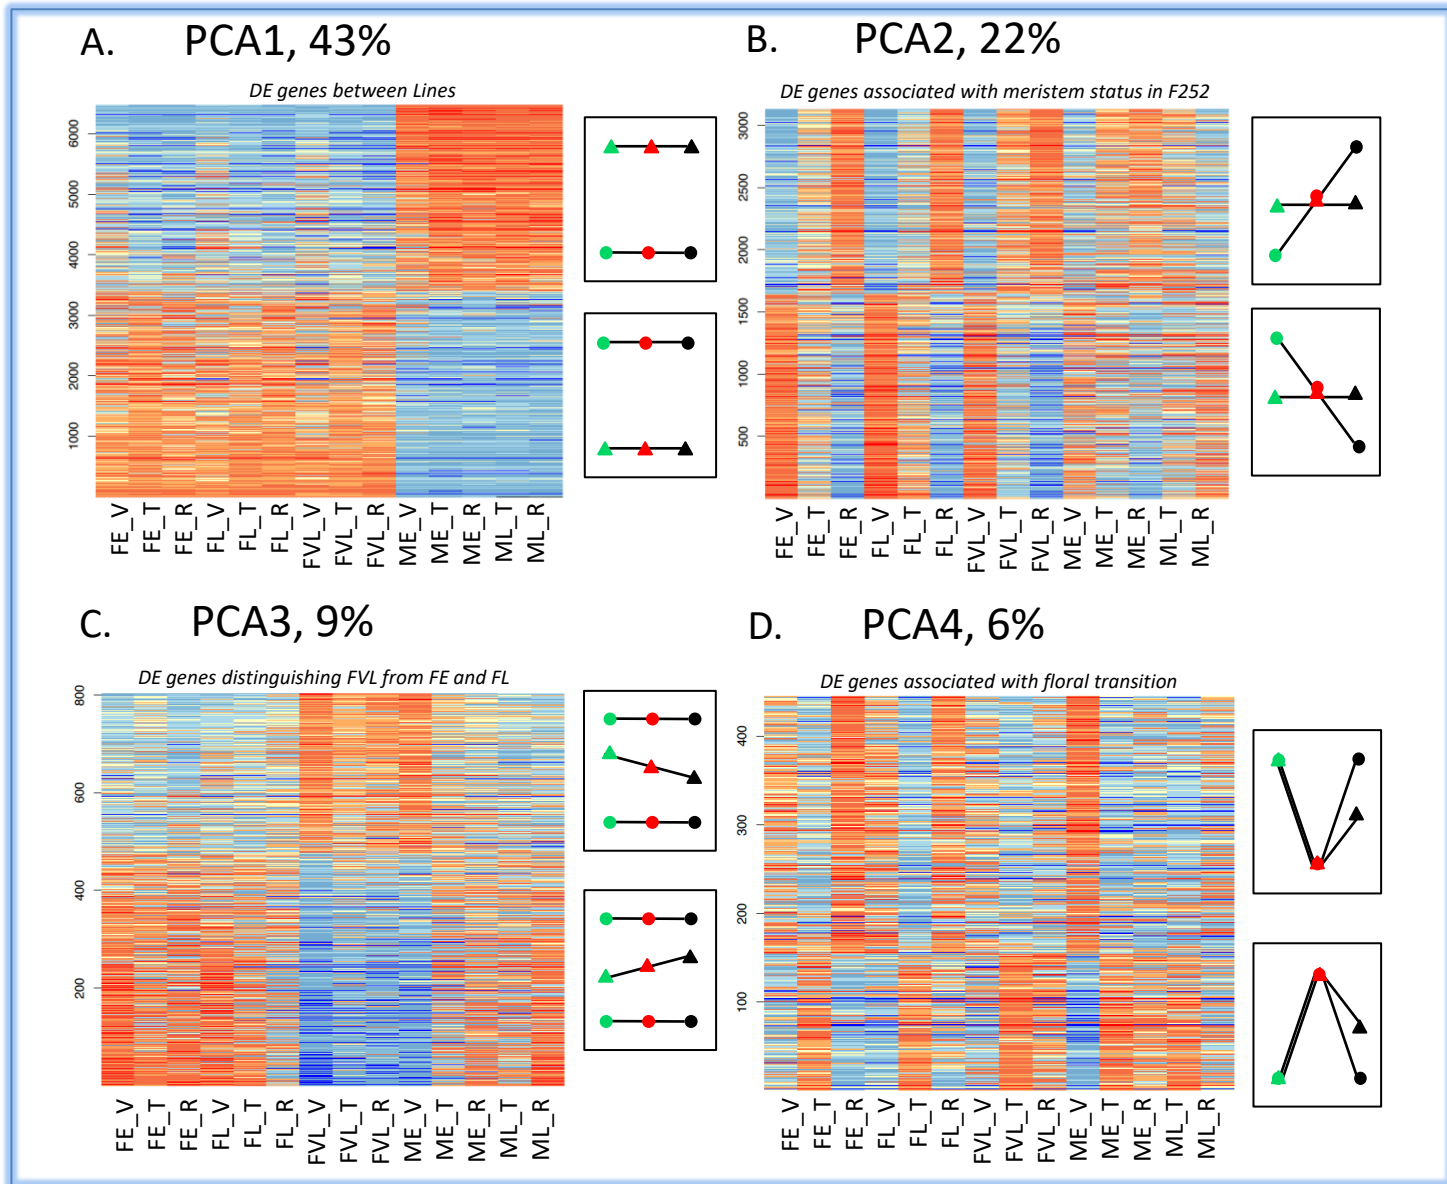 A. PCA1, 43%
DE genes between Lines
6000
5000
4000
3000
2000
1000
FE_V
FE_T
FE_R
FL_V
FL_T
FL_R
FVL_V
FVL_T
FVL_R
ME_V
ME_T
ME_R
ML_T
ML_R
B. PCA2, 22%
DE genes associated with meristem status in F252
3000
2500
2000
1500
1000
500
FE_V
FE_T
FE_R
FL_V
FL_T
FL_R
FVL_V
FVL_T
FVL_R
ME_V
ME_T
ME_R
ML_T
ML_R
C. PCA3, 9%
DE genes distinguishing FVL from FE and FL
800
600
400
200
FE_V
FE_T
FE_R
FL_V
FL_T
FL_R
FVL_V
FVL_T
FVL_R
ME_V
ME_T
ME_R
ML_T
ML_R
D. PCA4, 6%
DE genes associated with floral transition
400
300
200
100
FE_V
FE_T
FE_R
FL_V
FL_T
FL_R
FVL_V
FVL_T
FVL_R
ME_V
ME_T
ME_R
ML_T
ML_R